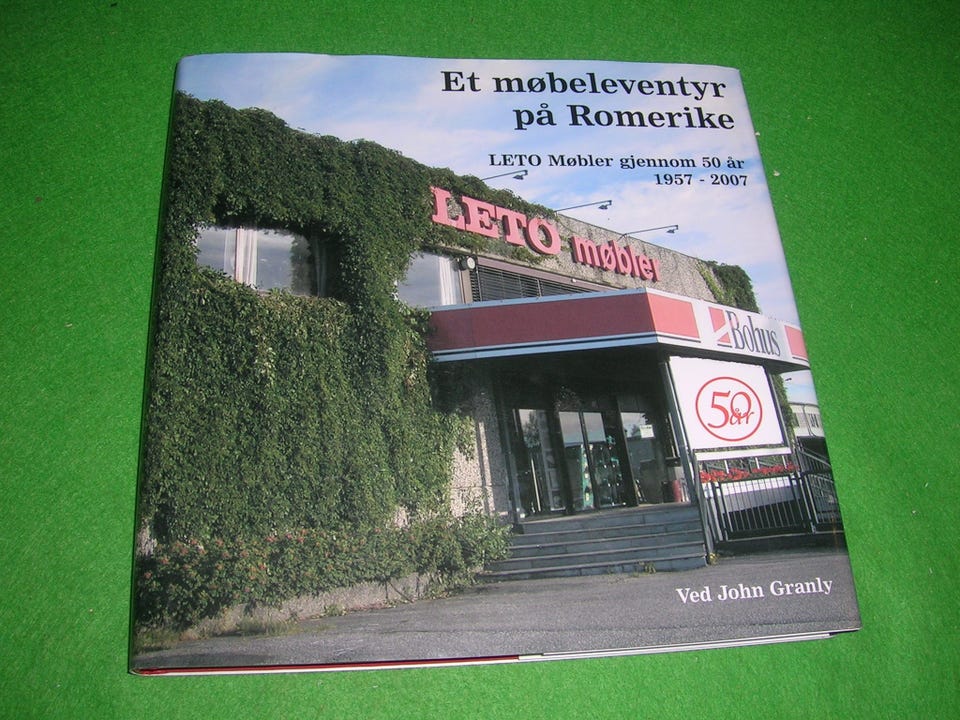 Et møbeleventyr
på Romerike
LETO Møbler gjennom 50 år
1957 - 2007
LETO møbler
Bohus
50 år
Ved John Granly